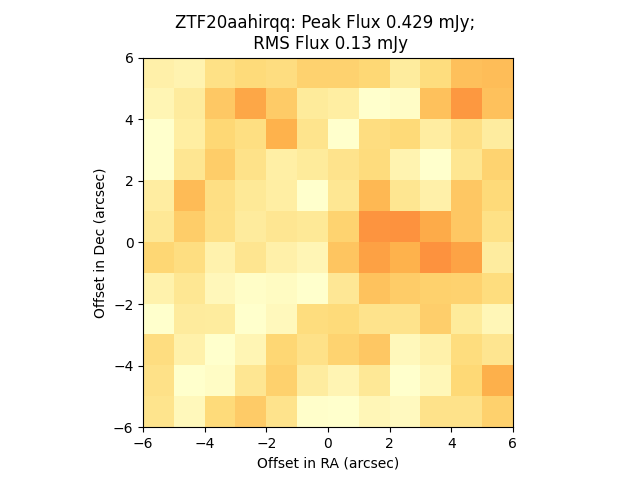 ZTF20aahirqq: Peak Flux 0.429 mJy;
RMS Flux 0.13 mJy
6
4
2
0
−2
−4
−6
Offset in Dec (arcsec)
−6 −4 −2 0 2 4 6
Offset in RA (arcsec)